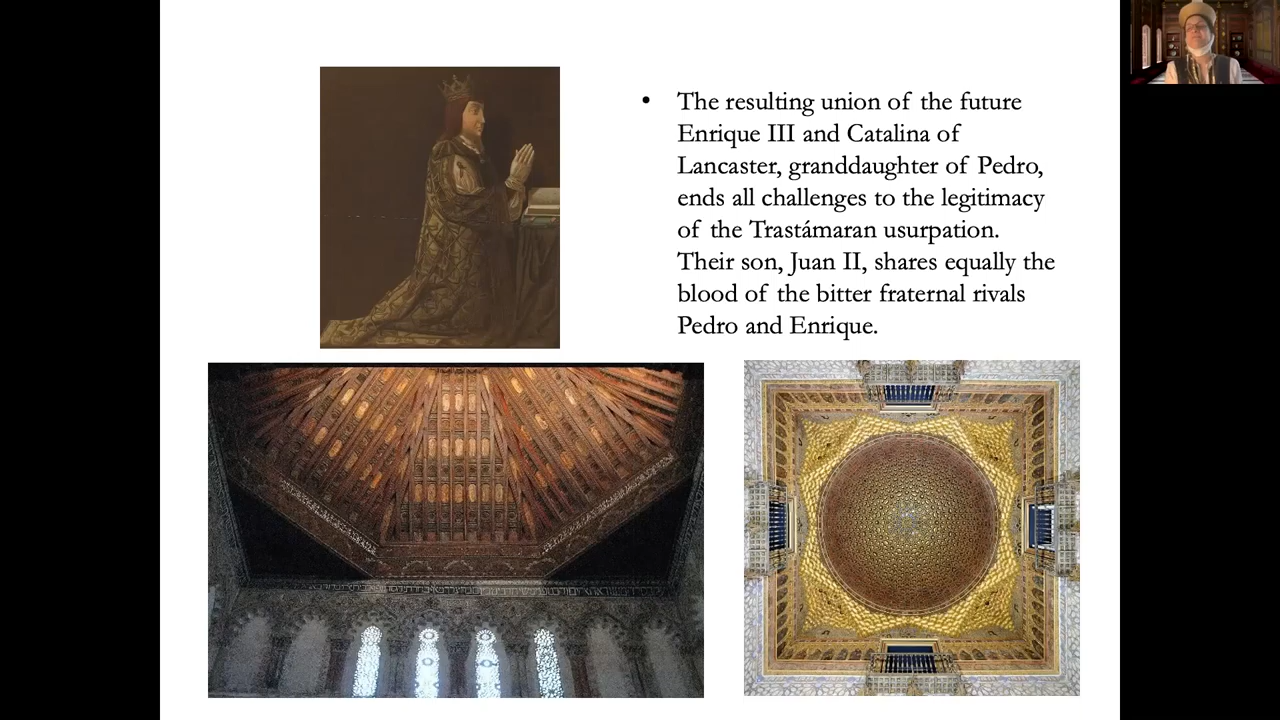 • The resulting union of the future
Enrique III and Catalina of
Lancaster, granddaughter of Pedro,
ends all challenges to the legitimacy
of the Trastámaran usurpation.
Their son, Juan II, shares equally the
blood of the bitter fraternal rivals
Pedro and Enrique.